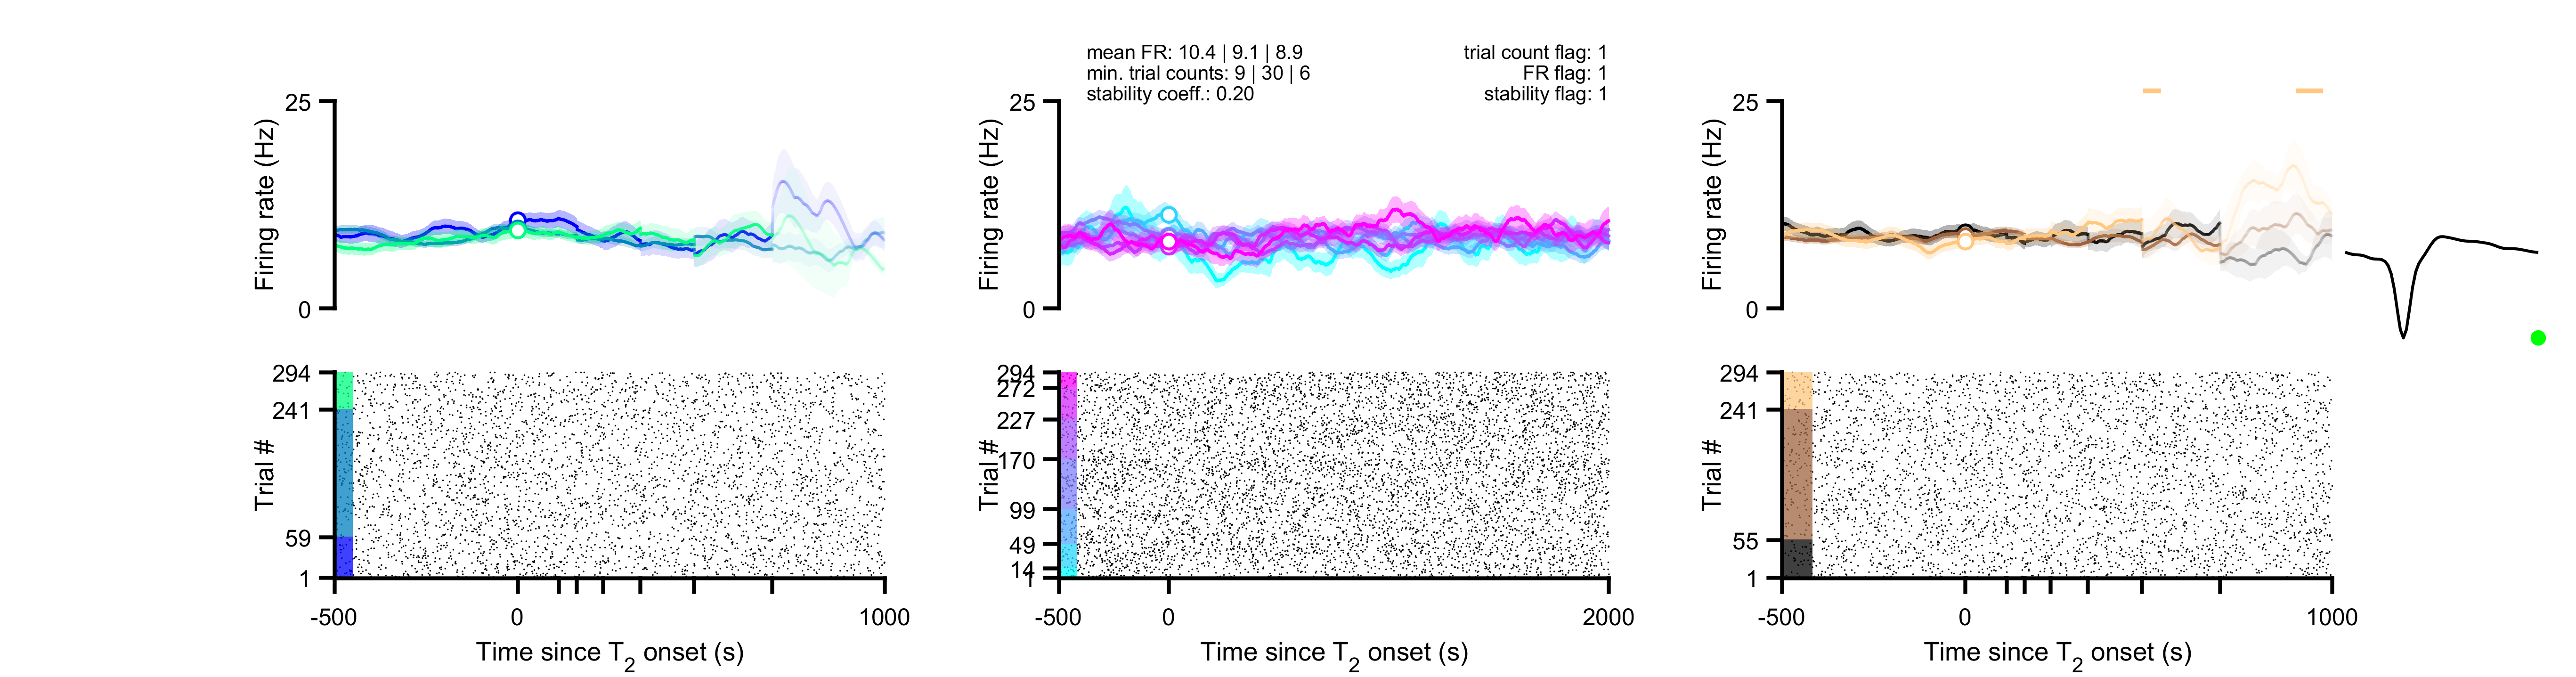 mean FR: 10.4 | 9.1 | 8.9
min. trial counts: 9 | 30 | 6
stability coeff.: 0.20
trial count flag: 1
FR flag: 1
stability flag: 1
25
Firing rate (Hz)
0
25
Firing rate (Hz)
0
25
Firing rate (Hz)
0
294
241
Trial #
59
1
-500
0
1000
Time since T2 onset (s)
294
272
227
Trial #
170
99
49
14
1
-500
0
2000
Time since T2 onset (s)
294
241
Trial #
55
1
-500
0
1000
Time since T2 onset (s)